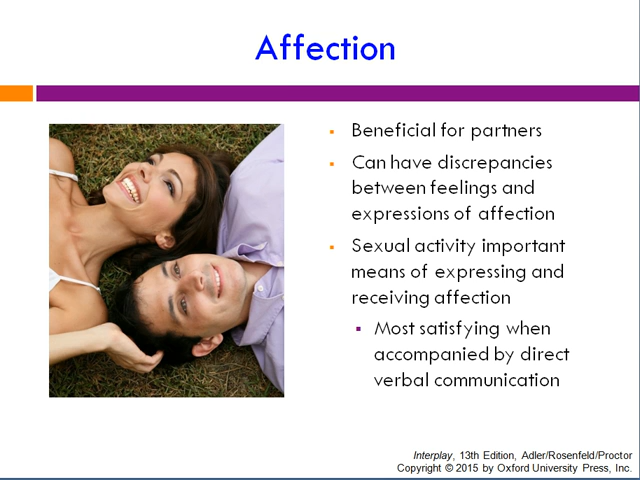 Affection
▪ Beneficial for partners
▪ Can have discrepancies
between feelings and
expressions of affection
▪ Sexual activity important
means of expressing and
receiving affection
▪ Most satisfying when
accompanied by direct
verbal communication
Interplay, 13th Edition, Adler/Rosenfeld/Proctor
Copyright © 2015 by Oxford University Press, Inc.